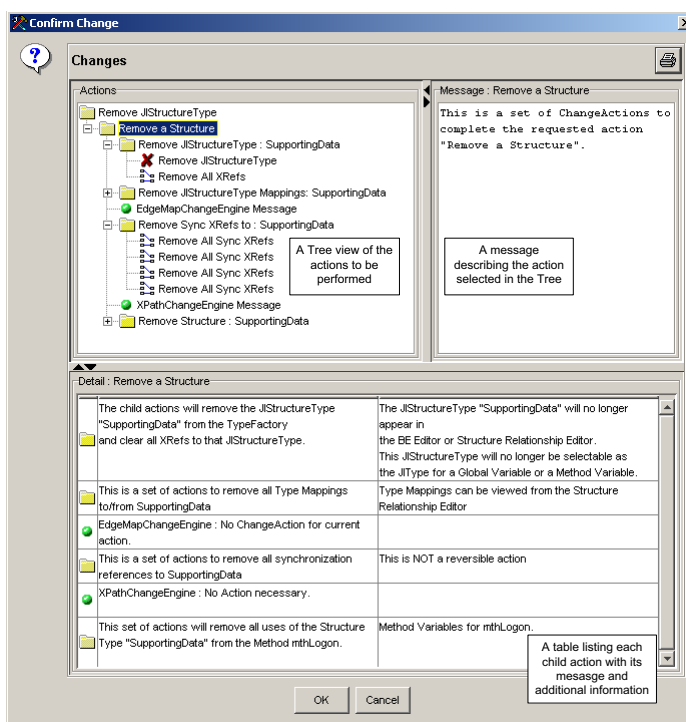 Confirm Change
Changes
Actions
Remove JIStructureType
Remove a Structure
Remove JIStructureType : SupportingData
Remove JIStructureType
Remove All XRefs
Remove JIStructureType Mappings: SupportingData
EdgeMapChangeEngine Message
Remove Sync XRefs to : SupportingData
Remove All Sync XRefs
Remove All Sync XRefs
Remove All Sync XRefs
Remove All Sync XRefs
XPathChangeEngine Message
Remove Structure : SupportingData
A Tree view of the
actions to be
performed
Message : Remove a Structure
This is a set of ChangeActions to
complete the requested action
"Remove a Structure".
A message
describing the action
selected in the Tree
Detail : Remove a Structure
The child actions will remove the JIStructureType
"SupportingData" from the TypeFactory
and clear all XRefs to that JIStructureType.
The JIStructureType "SupportingData" will no longer
appear in
the BE Editor or Structure Relationship Editor.
This JIStructureType will no longer be selectable as
the JIType for a Global Variable or a Method Variable.
This is a set of actions to remove all Type Mappings
to/from SupportingData
Type Mappings can be viewed from the Structure
Relationship Editor
EdgeMapChangeEngine : No ChangeAction for current
action.
This is a set of actions to remove all synchronization
references to SupportingData
This is NOT a reversible action
XPathChangeEngine : No Action necessary.
This set of actions will remove all uses of the Structure
Type "SupportingData" from the Method mthLogon.
Method Variables for mthLogon.
A table listing each
child action with its
mesasge and
additional information
OK
Cancel